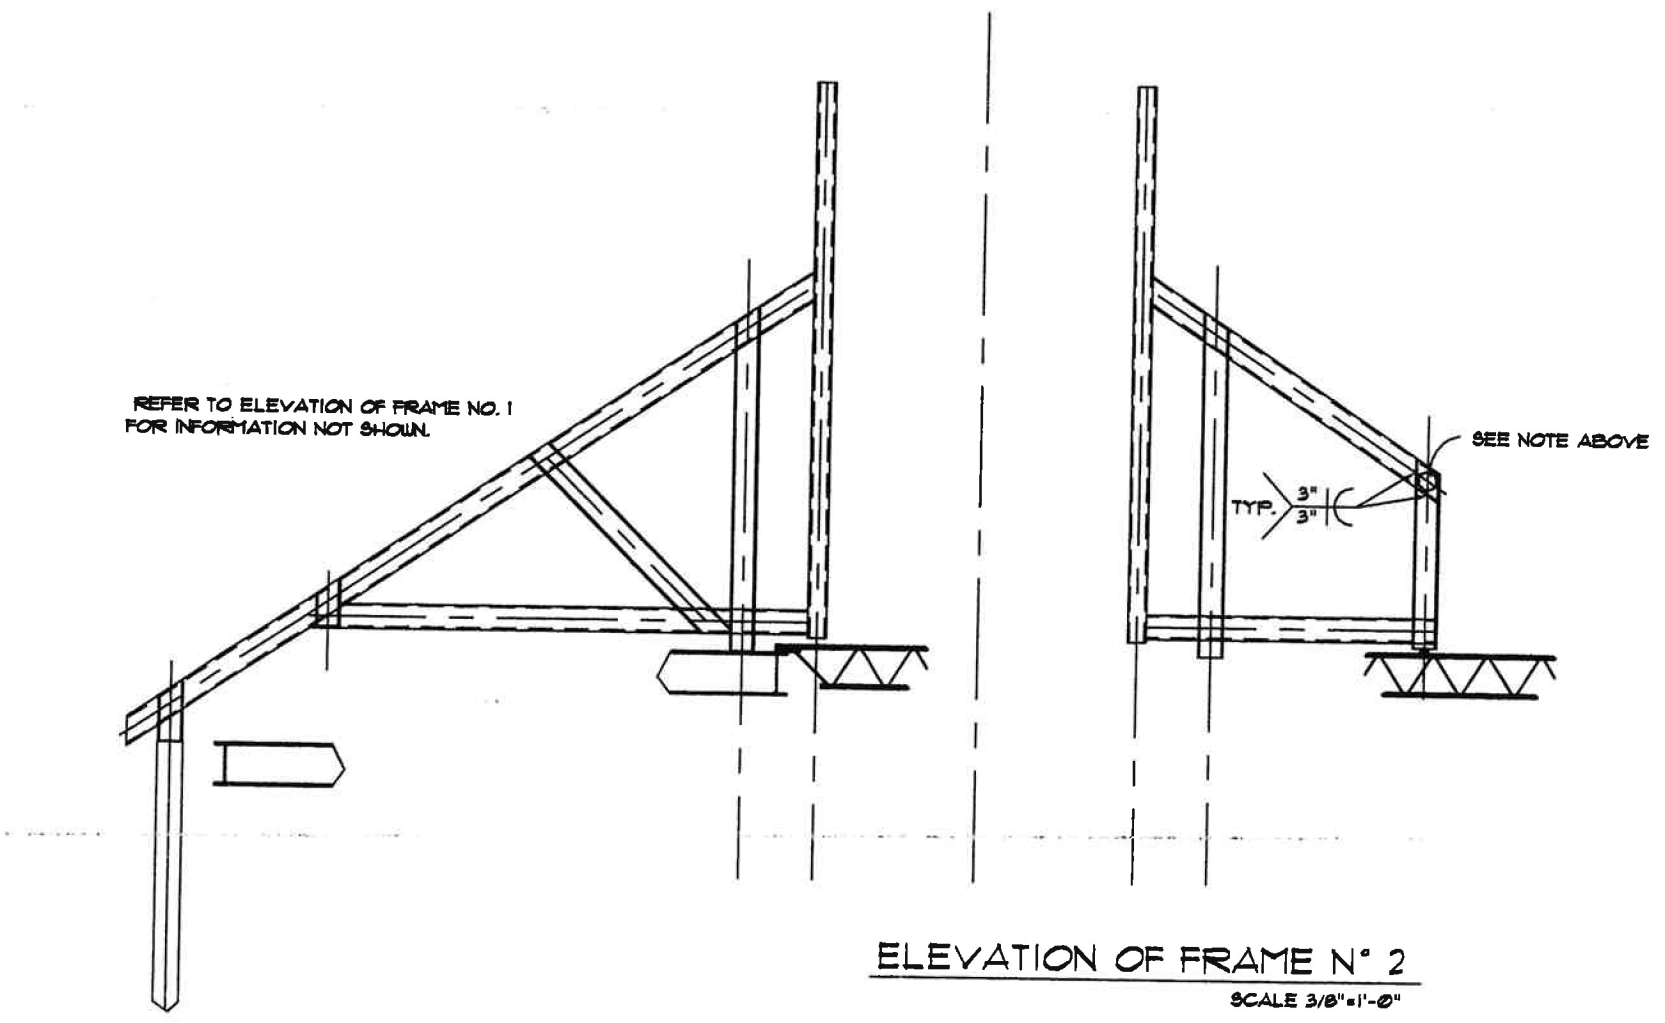 REFER TO ELEVATION OF FRAME NO. 1
FOR INFORMATION NOT SHOWN.
SEE NOTE ABOVE
TYP.
3"
3"
ELEVATION OF FRAME N° 2
SCALE 3/8"=1'-0"